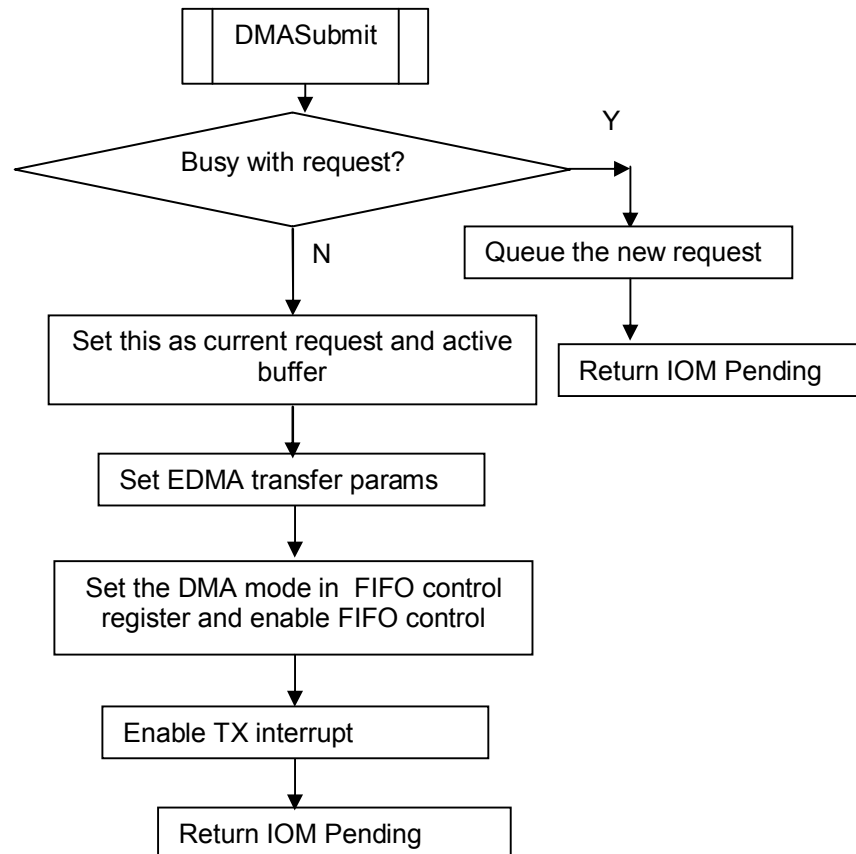 DMASubmit
Y
Busy with request?
Queue the new request
N
Set this as current request and active
buffer
Return IOM Pending
Set EDMA transfer params
Set the DMA mode in  FIFO control
register and enable FIFO control
Enable TX interrupt
Return IOM Pending